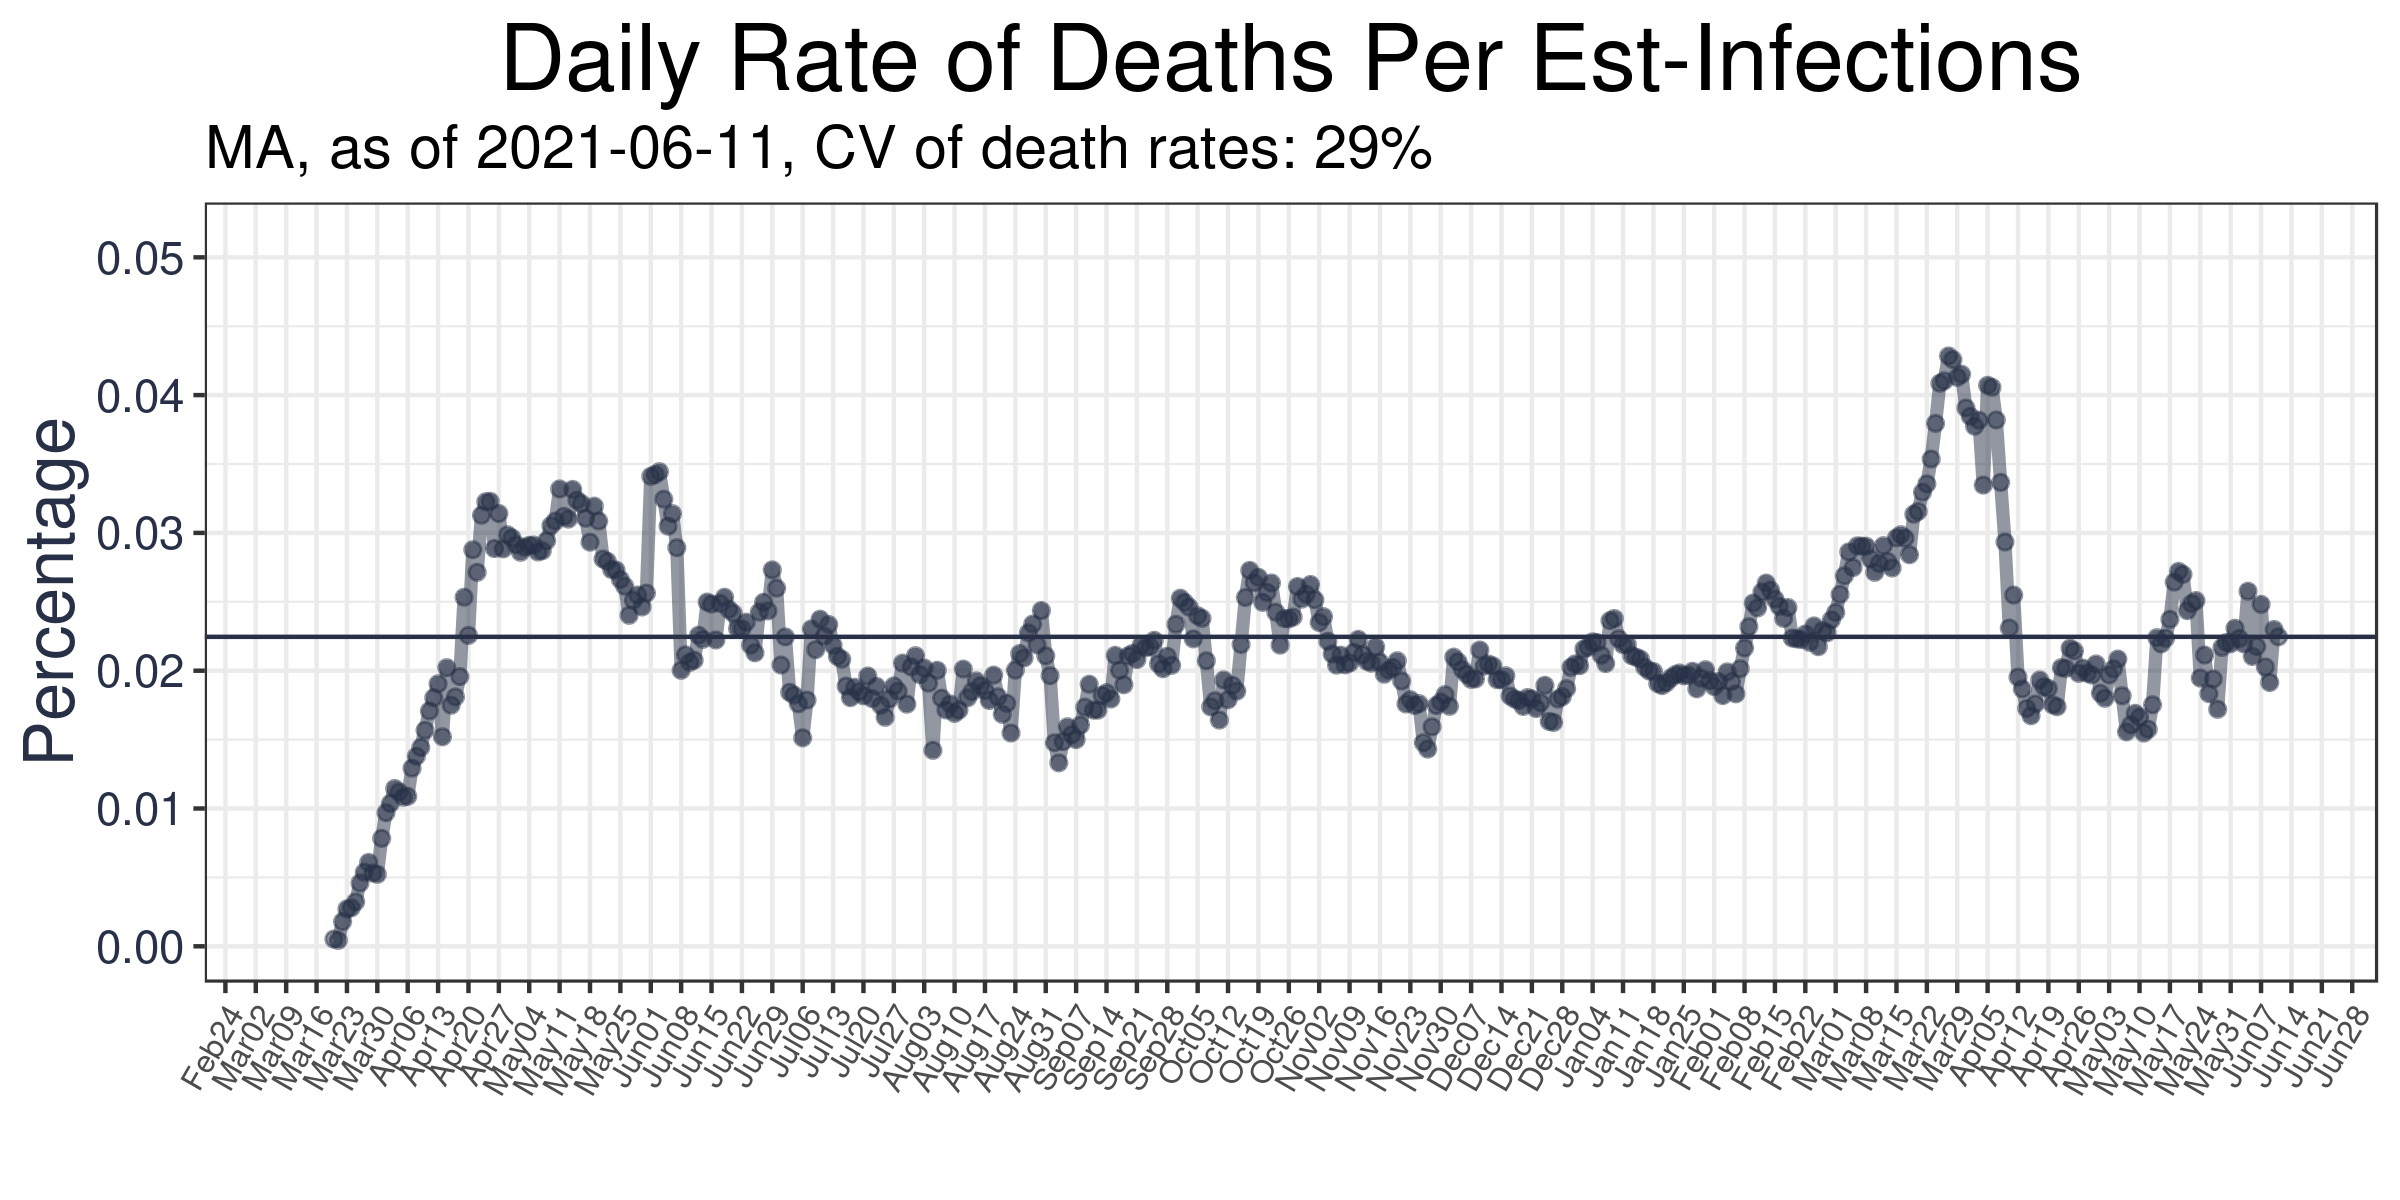 Daily Rate of Deaths Per Est-Infections
MA, as of 2021-06-11, CV of death rates: 29%
Percentage
0.05
0.04
0.03
0.02
0.01
0.00
Feb24
Mar02
Mar09
Mar16
Mar23
Mar30
Apr06
Apr13
Apr20
Apr27
May04
May11
May18
May25
Jun01
Jun08
Jun15
Jun22
Jun29
Jul06
Jul13
Jul20
Jul27
Aug03
Aug10
Aug17
Aug24
Aug31
Sep07
Sep14
Sep21
Sep28
Oct05
Oct12
Oct19
Oct26
Nov02
Nov09
Nov16
Nov23
Nov30
Dec07
Dec14
Dec21
Dec28
Jan04
Jan11
Jan18
Jan25
Feb01
Feb08
Feb15
Feb22
Mar01
Mar08
Mar15
Mar22
Mar29
Apr05
Apr12
Apr19
Apr26
May03
May10
May17
May24
May31
Jun07
Jun14
Jun21
Jun28